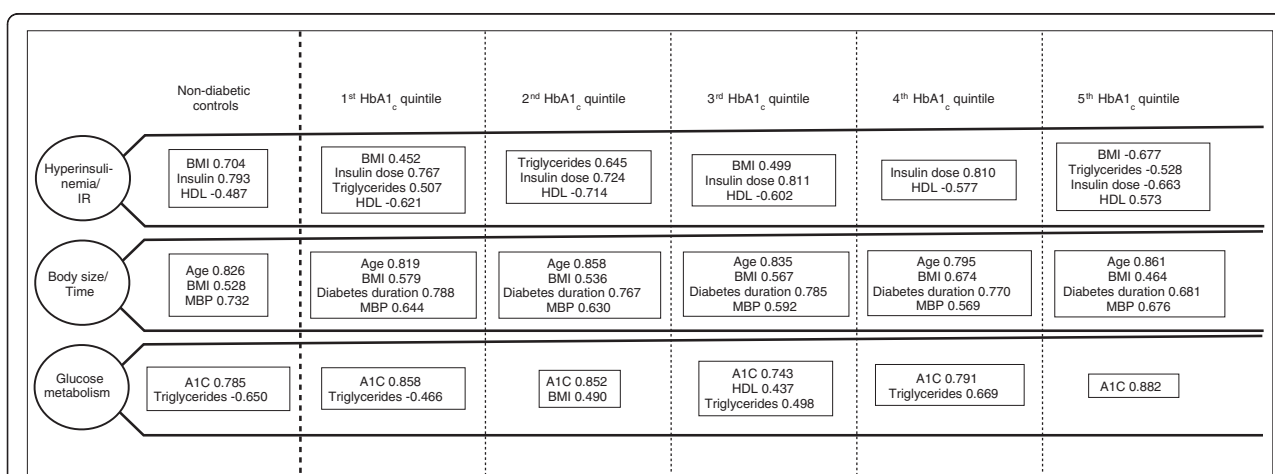 Non-diabetic
controls
1st HbA1c quintile
2nd HbA1c quintile
3rd HbA1c quintile
4th HbA1c quintile
5th HbA1c quintile
Hyperinsuli-
nemia/
IR
BMI 0.704
Insulin 0.793
HDL -0.487
BMI 0.452
Insulin dose 0.767
Triglycerides 0.507
HDL -0.621
Triglycerides 0.645
Insulin dose 0.724
HDL -0.714
BMI 0.499
Insulin dose 0.811
HDL -0.602
Insulin dose 0.810
HDL -0.577
BMI -0.677
Triglycerides -0.528
Insulin dose -0.663
HDL 0.573
Body size/
Time
Age 0.826
BMI 0.528
MBP 0.732
Age 0.819
BMI 0.579
Diabetes duration 0.788
MBP 0.644
Age 0.858
BMI 0.536
Diabetes duration 0.767
MBP 0.630
Age 0.835
BMI 0.567
Diabetes duration 0.785
MBP 0.592
Age 0.795
BMI 0.674
Diabetes duration 0.770
MBP 0.569
Age 0.861
BMI 0.464
Diabetes duration 0.681
MBP 0.676
Glucose
metabolism
A1C 0.785
Triglycerides -0.650
A1C 0.858
Triglycerides -0.466
A1C 0.852
BMI 0.490
A1C 0.743
HDL 0.437
Triglycerides 0.498
A1C 0.791
Triglycerides 0.669
A1C 0.882